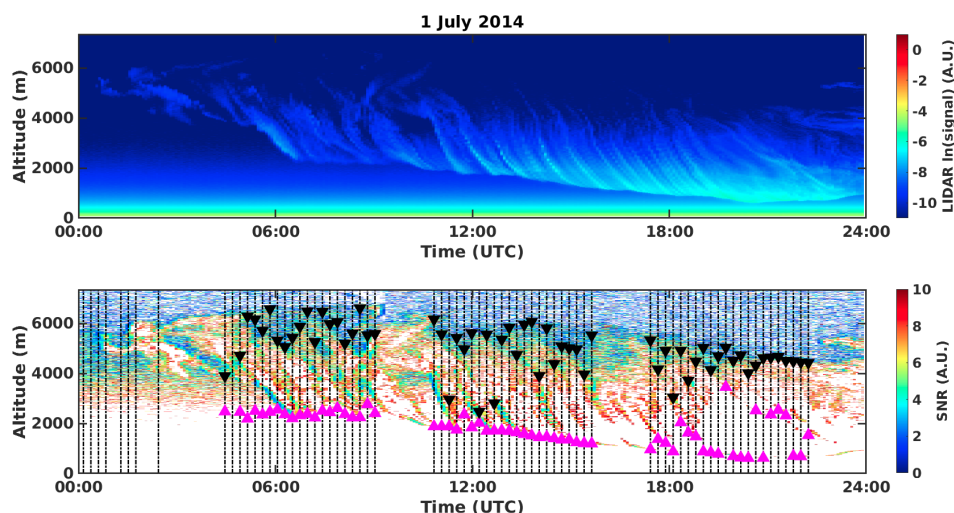 1 July 2014
6000
4000
2000
0
Altitude (m)
00:00 06:00 12:00 18:00 24:00
Time (UTC)
0
-2
-4
-6
-8
-10
LIDAR ln(signal) (A.U.)
6000
4000
2000
0
Altitude (m)
00:00 06:00 12:00 18:00 24:00
Time (UTC)
10
8
6
4
2
0
SNR (A.U.)